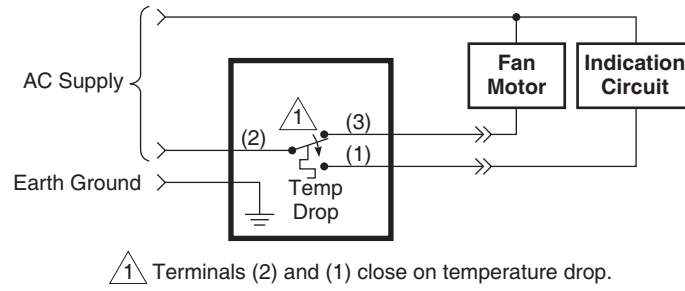 Fan
Motor
Indication
Circuit
AC Supply
1
(3)
(2)
(1)
Earth Ground
Temp
Drop
1 Terminals (2) and (1) close on temperature drop.